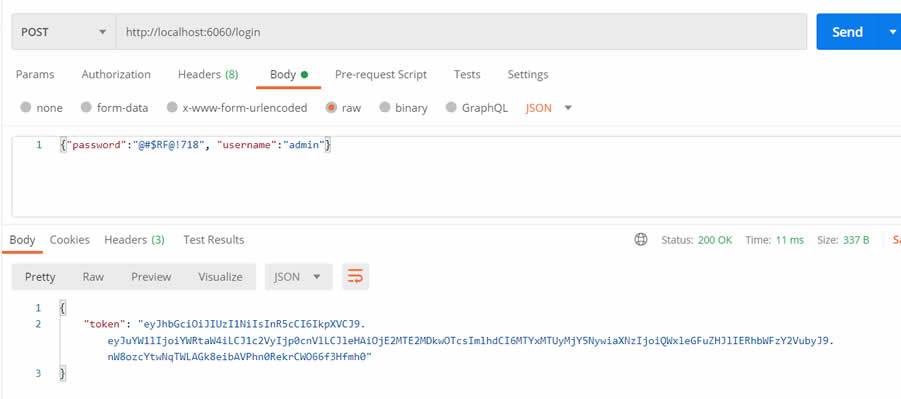 POST http://localhost:6060/login Send
Params Authorization Headers (8) Body Pre-request Script Tests Settings
none form-data x-www-form-urlencoded raw binary GraphQL JSON
1 {"password":"@#$RF@!718", "username":"admin"}
Body Cookies Headers (3) Test Results Status: 200 OK Time: 11 ms Size: 337 B Sa
Pretty Raw Preview Visualize JSON
1 {
2 "token": "eyJhbGciOiJIUzI1NiIsInR5cCI6IkpXVCJ9.
eyJuYW1lIjoiYWRtaW4iLCJ1c2VyIjp0cnVlLCJleHAiOjE2MTE2MDkwOTcsImlhdCI6MTYxMTUyMjY5NywiaXNzIjoiQWxleGFuZHJlIERhbWFzY2VubyJ9.
nW8ozcYtwNqTWLAGk8eibAVPhn0RekrCWO66f3Hfmh0"
3 }